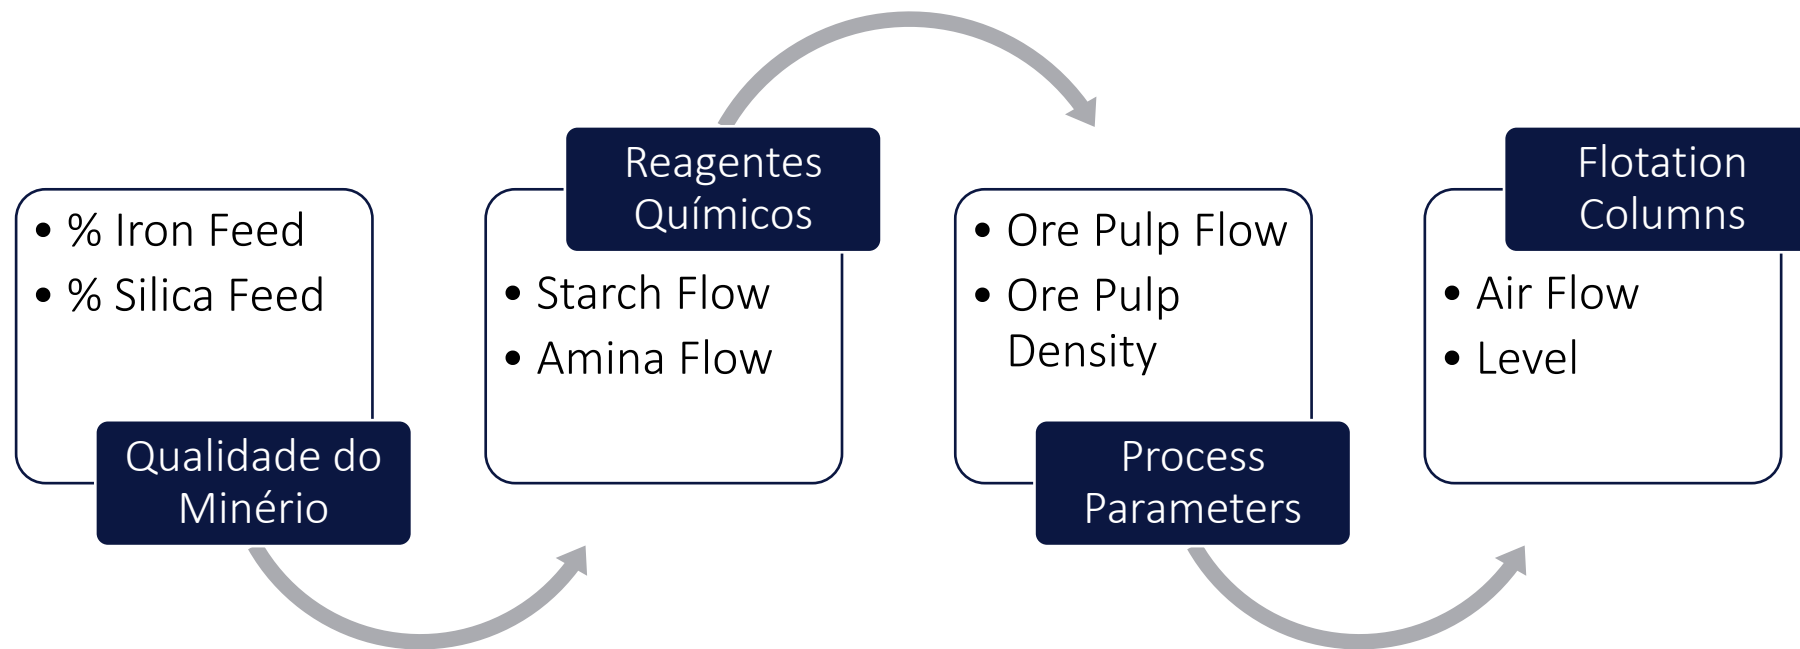 • % Iron Feed
• % Silica Feed
Qualidade do
Minério
Reagentes
Químicos
• Starch Flow
• Amina Flow
• Ore Pulp Flow
• Ore Pulp
Density
Process
Parameters
Flotation
Columns
• Air Flow
• Level